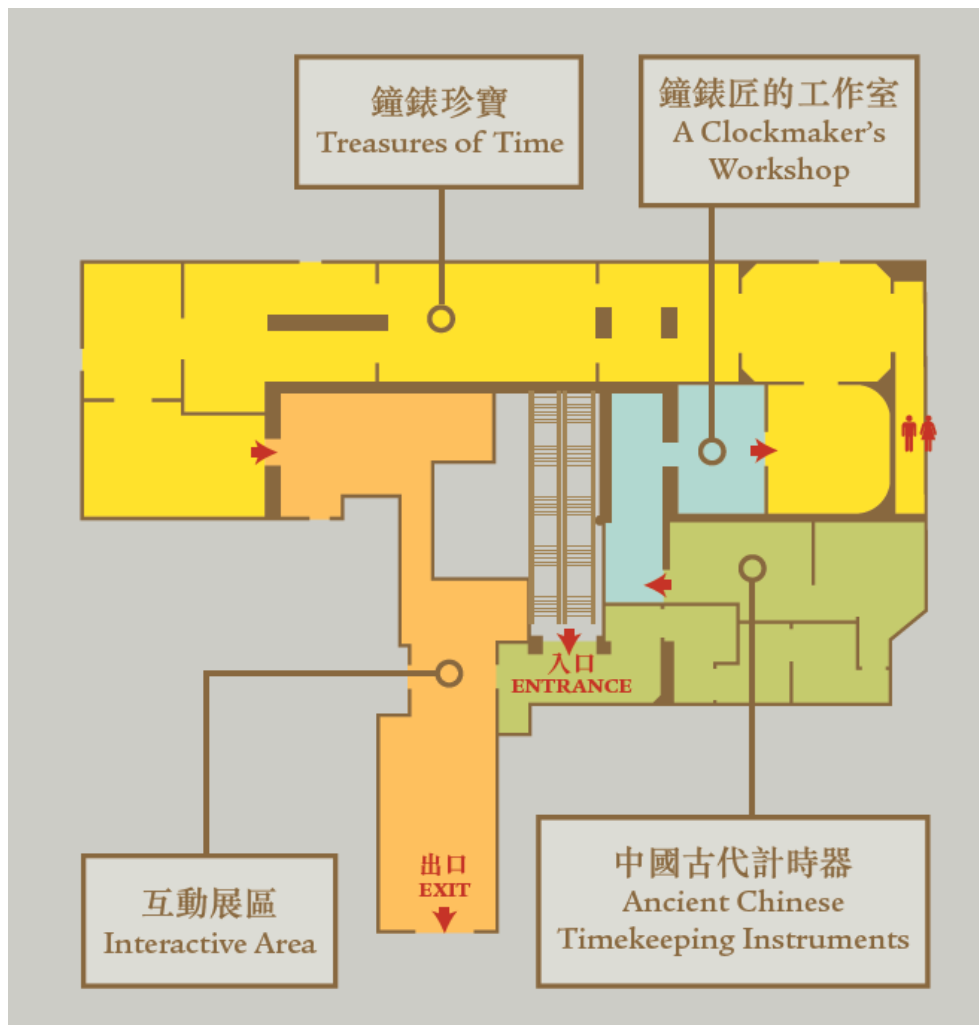 鐘錶珍寶
Treasures of Time
鐘錶匠的工作室
A Clockmaker's
Workshop
入口
ENTRANCE
出口
EXIT
互動展區
Interactive Area
中國古代計時器
Ancient Chinese
Timekeeping Instruments